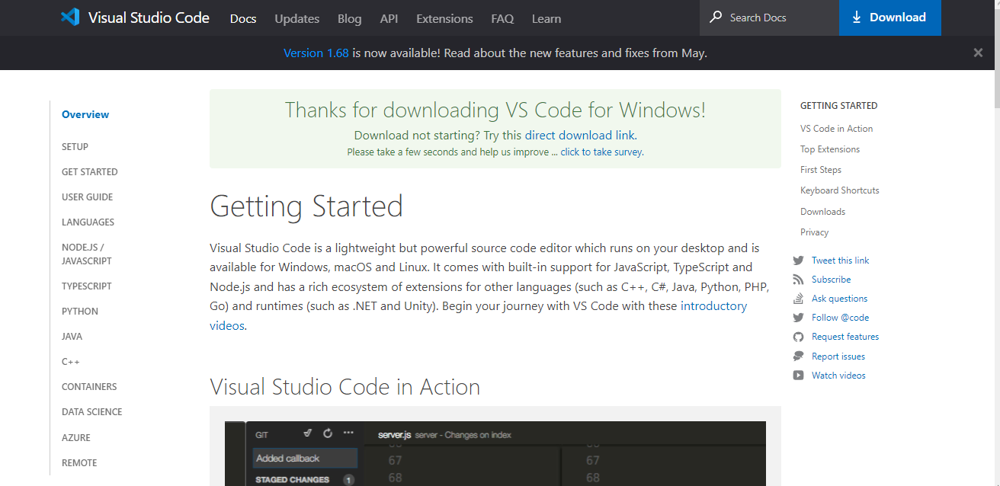 Visual Studio Code Docs Updates Blog API Extensions FAQ Learn Search Docs Download
Version 1.68 is now available! Read about the new features and fixes from May.
Overview
SETUP
GET STARTED
USER GUIDE
LANGUAGES
NODE.JS /
JAVASCRIPT
TYPESCRIPT
PYTHON
JAVA
C++
CONTAINERS
DATA SCIENCE
AZURE
REMOTE
Thanks for downloading VS Code for Windows!
Download not starting? Try this direct download link.
Please take a few seconds and help us improve ... click to take survey.
Getting Started
Visual Studio Code is a lightweight but powerful source code editor which runs on your desktop and is
available for Windows, macOS and Linux. It comes with built-in support for JavaScript, TypeScript and
Node.js and has a rich ecosystem of extensions for other languages (such as C++, C#, Java, Python, PHP,
Go) and runtimes (such as .NET and Unity). Begin your journey with VS Code with these introductory
videos.
Visual Studio Code in Action
GIT
Added callback
STAGED CHANGES 1
server.js server - Changes on index
67 67
68 68
GETTING STARTED
VS Code in Action
Top Extensions
First Steps
Keyboard Shortcuts
Downloads
Privacy
Tweet this link
Subscribe
Ask questions
Follow @code
Request features
Report issues
Watch videos